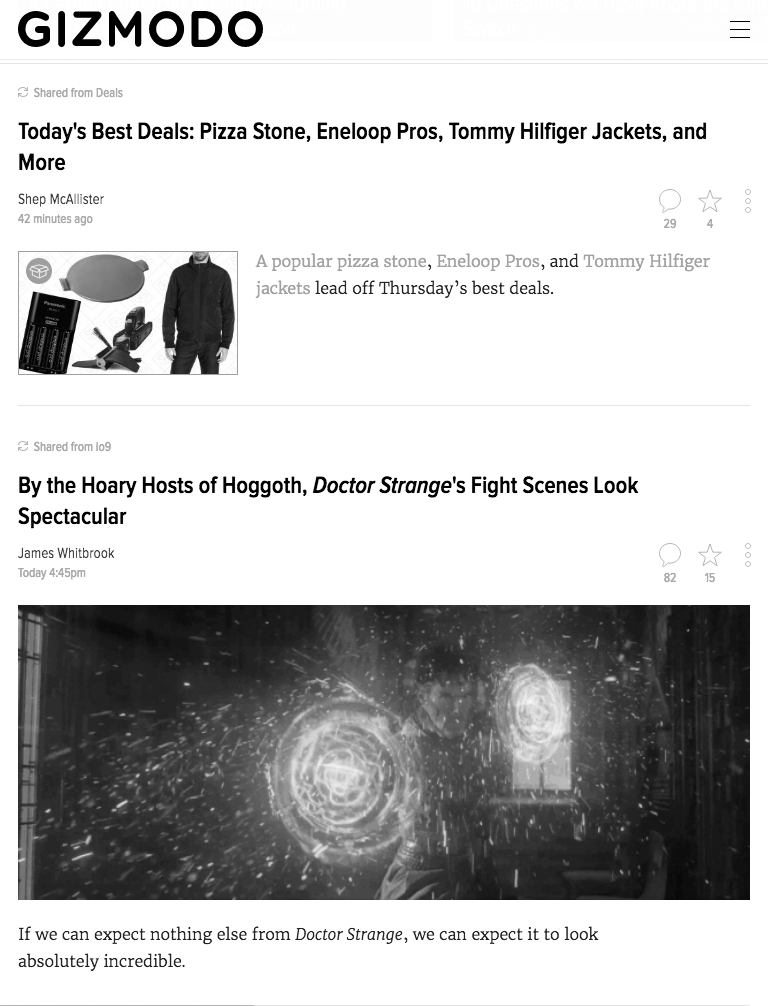 GIZMODO
Shared from Deals
Today's Best Deals: Pizza Stone, Eneloop Pros, Tommy Hilfiger Jackets, and
More
Shep McAllister
42 minutes ago
29
4
A popular pizza stone, Eneloop Pros, and Tommy Hilfiger
jackets lead off Thursday’s best deals.
Panasonic
Shared from io9
By the Hoary Hosts of Hoggoth, Doctor Strange's Fight Scenes Look
Spectacular
James Whitbrook
Today 4:45pm
82
15
If we can expect nothing else from Doctor Strange, we can expect it to look
absolutely incredible.